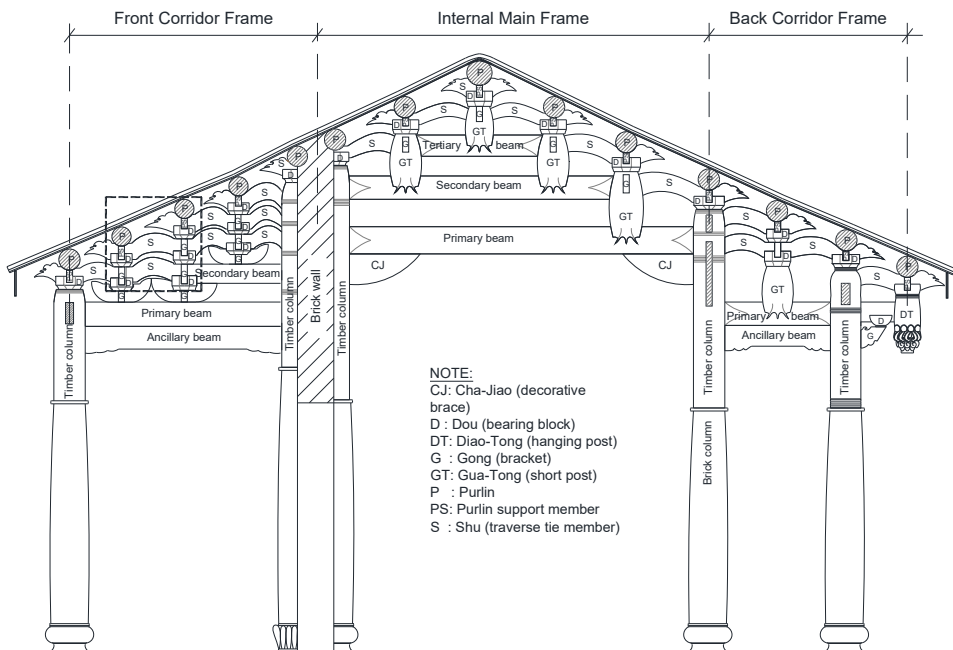 Front Corridor Frame
Internal Main Frame
Back Corridor Frame
P
S
D
G
GT
P
S
S
P
D
G
GT
Tertiary beam
D
G
GT
P
D
S
S
P
P
D
D
G
GT
Secondary beam
S
P
P
P
S
D
S
G
D
S
S
P
D
S
G
D
S
S
P
D
S
G
D
S
S
P
D
G
D
G
G
D
G
G
Secondary beam
Primary beam
Ancillary beam
Timber column
Timber column
Brick wall
Timber column
Primary beam
CJ
CJ
P
D
S
S
P
D
S
G
GT
P
D
S
P
D
DT
D
G
Primary beam
Ancillary beam
Timber column
Timber column
Brick column
NOTE:
CJ: Cha-Jiao (decorative
brace)
D : Dou (bearing block)
DT: Diao-Tong (hanging post)
G : Gong (bracket)
GT: Gua-Tong (short post)
P : Purlin
PS: Purlin support member
S : Shu (traverse tie member)